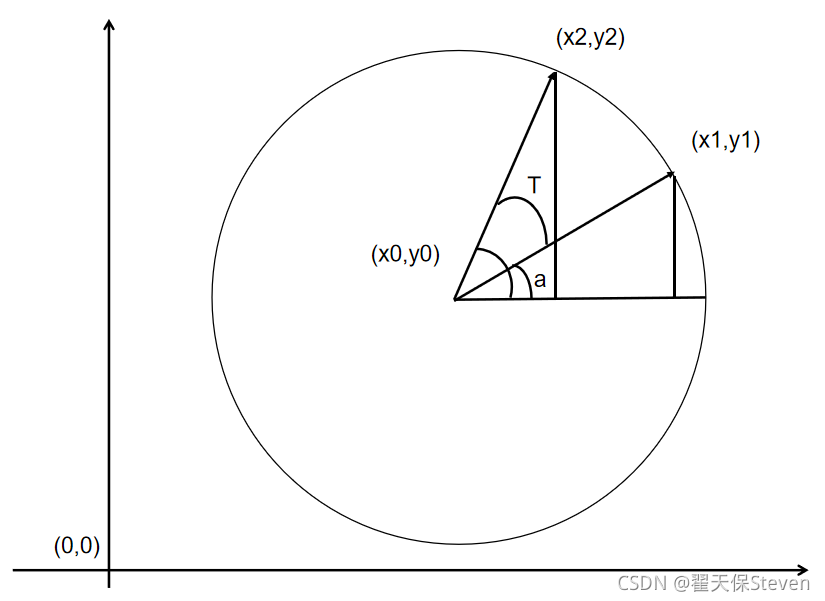 (x2,y2)
(x1,y1)
T
(x0,y0)
a
(0,0)
CSDN @翟天保Steven